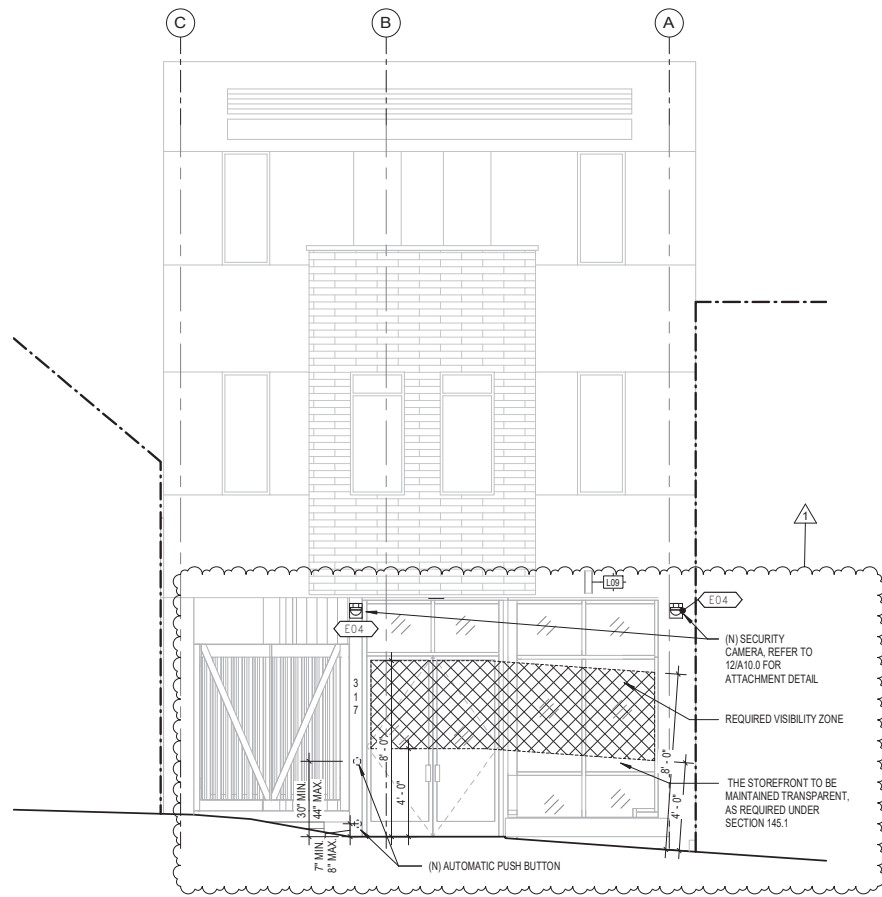 C
B
A
1
L09
E04
E04
(N) SECURITY
CAMERA, REFER TO
12/A10.0 FOR
ATTACHMENT DETAIL
3
1
7
REQUIRED VISIBILITY ZONE
8' - 0"
8' - 0"
THE STOREFRONT TO BE
MAINTAINED TRANSPARENT,
AS REQUIRED UNDER
SECTION 145.1
4' - 0"
4' - 0"
30" MIN.
44" MAX.
7" MIN.
8" MAX.
(N) AUTOMATIC PUSH BUTTON